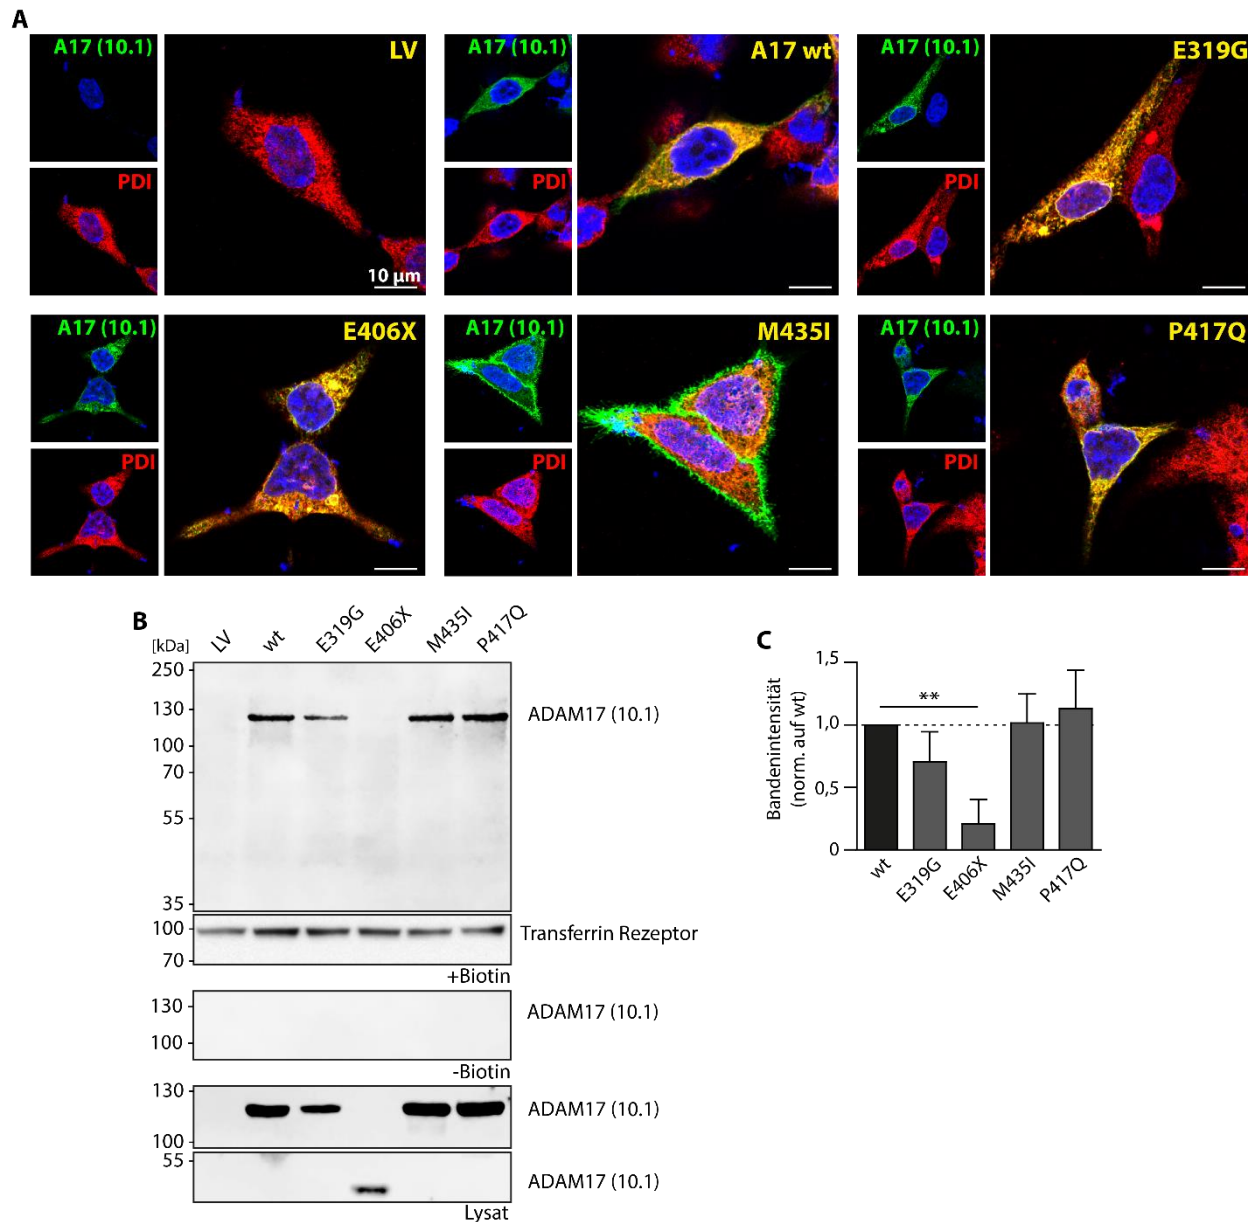 A
A17 (10.1)
LV
PDI
10 µm
A17 (10.1)
A17 wt
PDI
A17 (10.1)
E319G
PDI
A17 (10.1)
E406X
PDI
A17 (10.1)
M435I
PDI
A17 (10.1)
P417Q
PDI
B
[kDa]
LV
wt
E319G
E406X
M435I
P417Q
250
130
100
70
55
35
ADAM17 (10.1)
100
70
Transferrin Rezeptor
+Biotin
130
100
ADAM17 (10.1)
-Biotin
130
100
ADAM17 (10.1)
55
ADAM17 (10.1)
Lysat
C
Bandenintensität
(norm. auf wt)
1,5
1,0
0,5
0
**
wt
E319G
E406X
M435I
P417Q